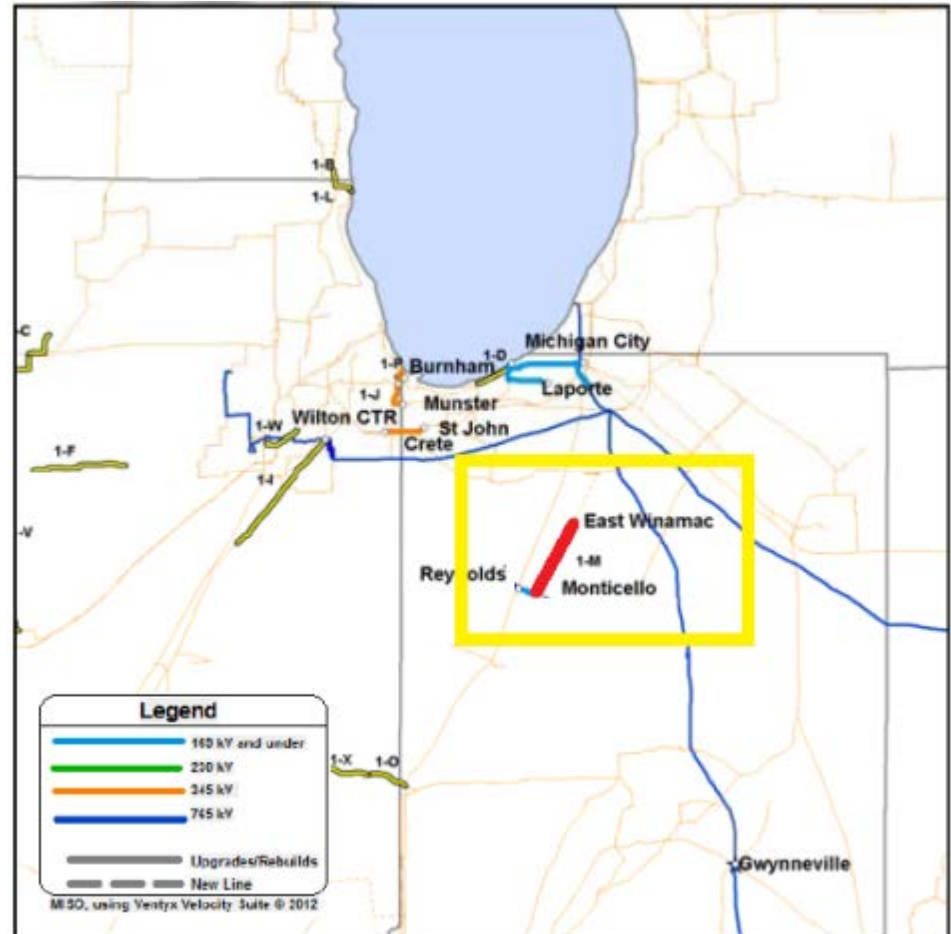 1-B
1-L
-C
1-D
Michigan City
1-P
Burnham
Laporte
1-J
Munster
Wilton CTR
1-W
St John
Crete
1-F
1-I
East Winamac
-V
1-M
Reynolds
Monticello
Legend
and under
230 kV
345 kV
765 kV
1-X
1-O
Upgrades/Rebuilds
New Line
Gwynneville
MISO, using Ventyx Velocity Suite © 2012